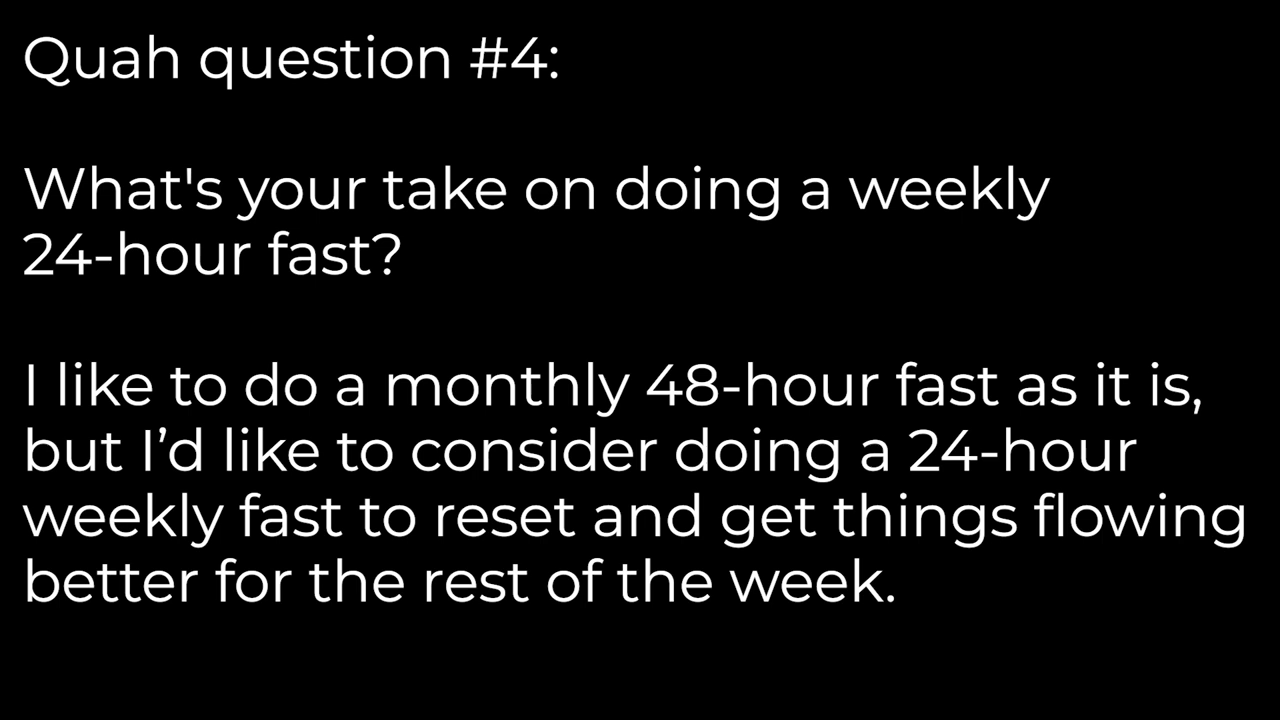 Quah question #4:
What's your take on doing a weekly
24-hour fast?
I like to do a monthly 48-hour fast as it is,
but I’d like to consider doing a 24-hour
weekly fast to reset and get things flowing
better for the rest of the week.